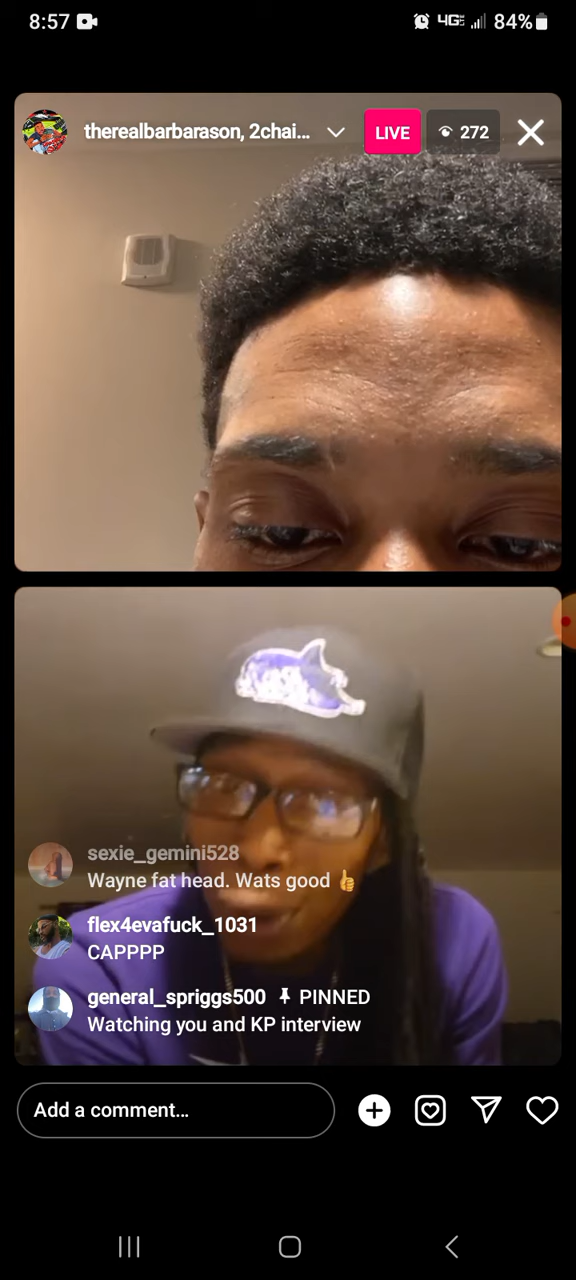 8:57
4GE 84%
therealbarbarason, 2chai...
LIVE
272
sexie_gemini528
Wayne fat head. Wats good 👍
flex4evafuck_1031
CAPPPP
general_spriggs500 PINNED
Watching you and KP interview
Add a comment...